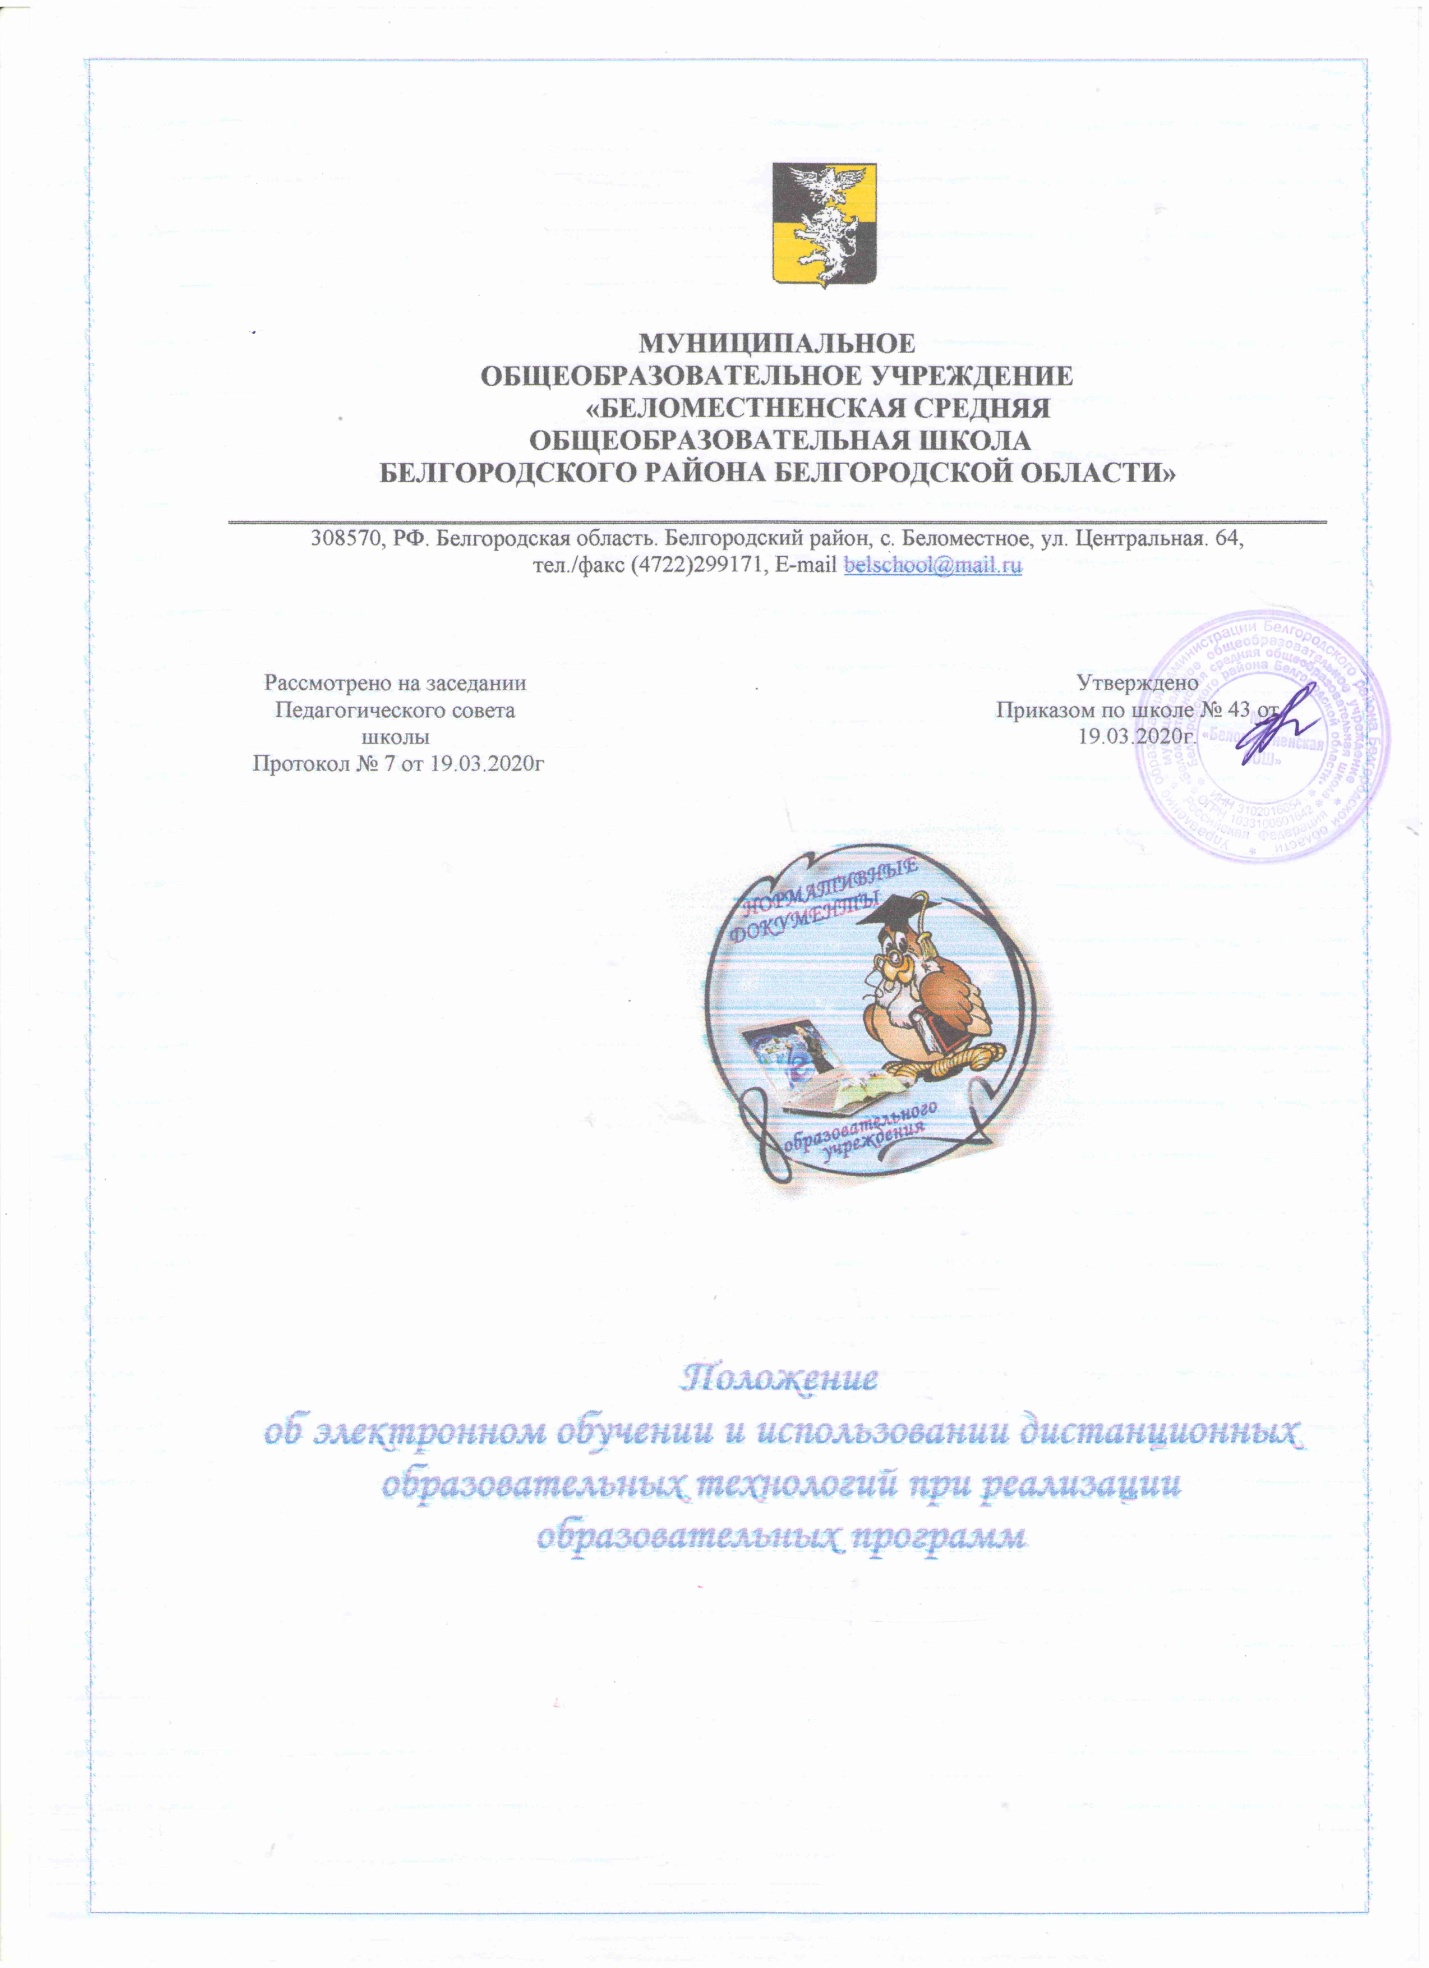 МУНИЦИПАЛЬНОЕ
ОБЩЕОБРАЗОВАТЕЛЬНОЕ УЧРЕЖДЕНИЕ
«БЕЛОМЕСТНЕНСКАЯ СРЕДНЯЯ
ОБЩЕОБРАЗОВАТЕЛЬНАЯ ШКОЛА
БЕЛГОРОДСКОГО РАЙОНА БЕЛГОРОДСКОЙ ОБЛАСТИ»
308570, РФ. Белгородская область. Белгородский район, с. Беломестное, ул. Центральная. 64,
тел./факс (4722)299171, E-mail belschool@mail.ru
Рассмотрено на заседании
Педагогического совета
школы
Протокол № 7 от 19.03.2020г
Утверждено
Приказом по школе № 43 от
19.03.2020г.
НОРМАТИВНЫЕ
ДОКУМЕНТЫ
образовательного
учреждения
Положение
об электронном обучении и использовании дистанционных
образовательных технологий при реализации
образовательных программ